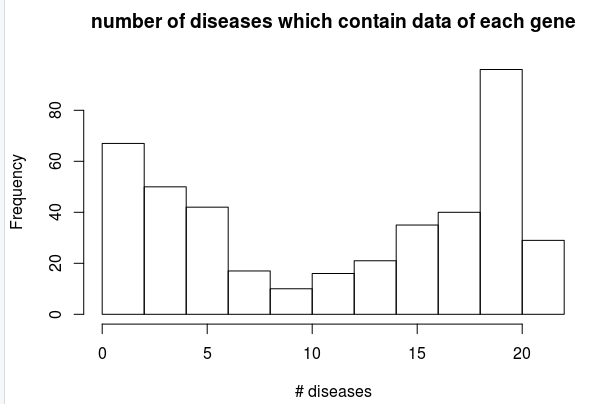 number of diseases which contain data of each gene
Frequency
80
60
40
20
0
0 5 10 15 20
# diseases